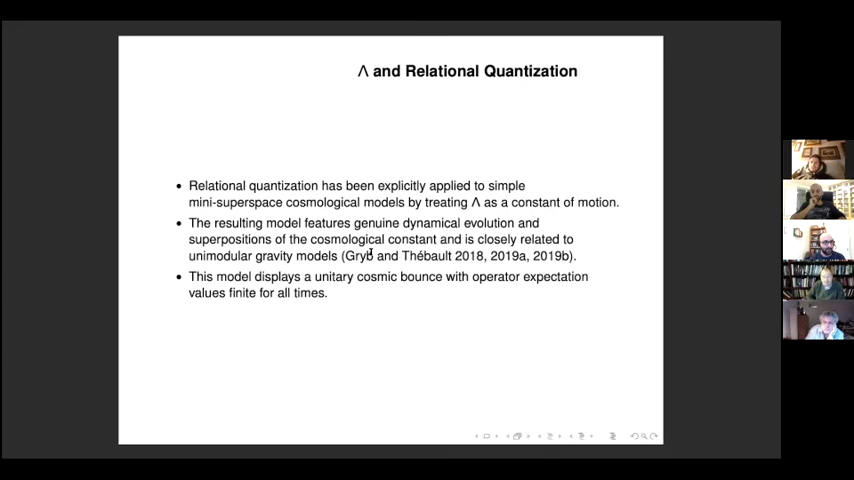 Λ and Relational Quantization
• Relational quantization has been explicitly applied to simple
mini-superspace cosmological models by treating Λ as a constant of motion.
• The resulting model features genuine dynamical evolution and
superpositions of the cosmological constant and is closely related to
unimodular gravity models (Gryb and Thébault 2018, 2019a, 2019b).
• This model displays a unitary cosmic bounce with operator expectation
values finite for all times.